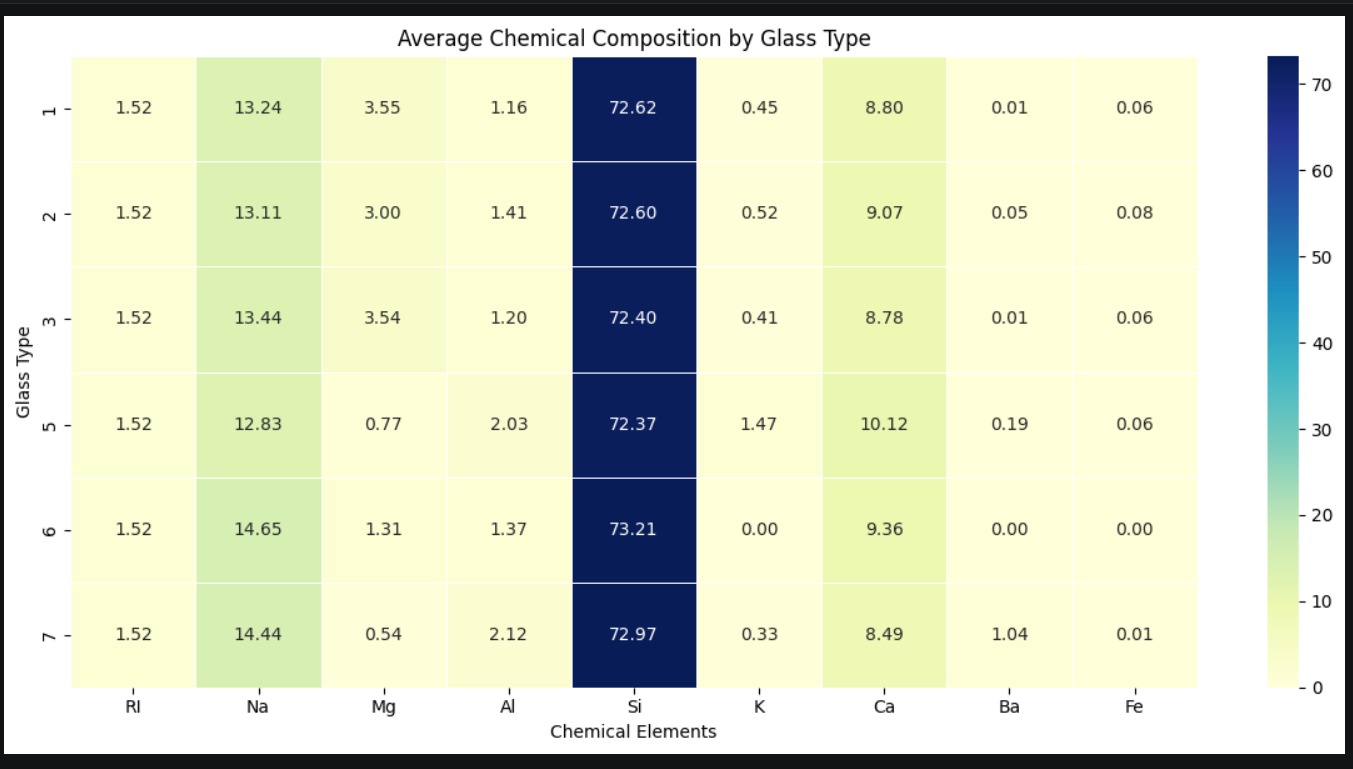 Average Chemical Composition by Glass Type
Glass Type
1 1.52 13.24 3.55 1.16 72.62 0.45 8.80 0.01 0.06
2 1.52 13.11 3.00 1.41 72.60 0.52 9.07 0.05 0.08
3 1.52 13.44 3.54 1.20 72.40 0.41 8.78 0.01 0.06
5 1.52 12.83 0.77 2.03 72.37 1.47 10.12 0.19 0.06
6 1.52 14.65 1.31 1.37 73.21 0.00 9.36 0.00 0.00
7 1.52 14.44 0.54 2.12 72.97 0.33 8.49 1.04 0.01
RI Na Mg Al Si K Ca Ba Fe
Chemical Elements
70
60
50
40
30
20
10
0